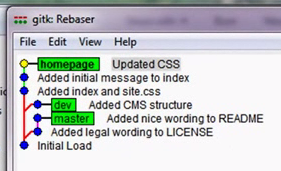 gitk: Rebaser
File Edit View Help
homepage Updated CSS
Added initial message to index
Added index and site.css
dev Added CMS structure
master Added nice wording to README
Added legal wording to LICENSE
Initial Load